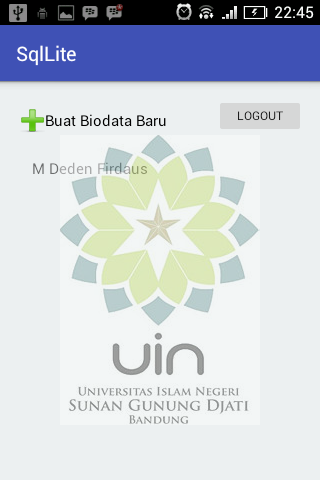 22:45
SqlLite
Buat Biodata Baru
LOGOUT
M Deden Firdaus
uin
UNIVERSITAS ISLAM NEGERI
SUNAN GUNUNG DJATI
BANDUNG